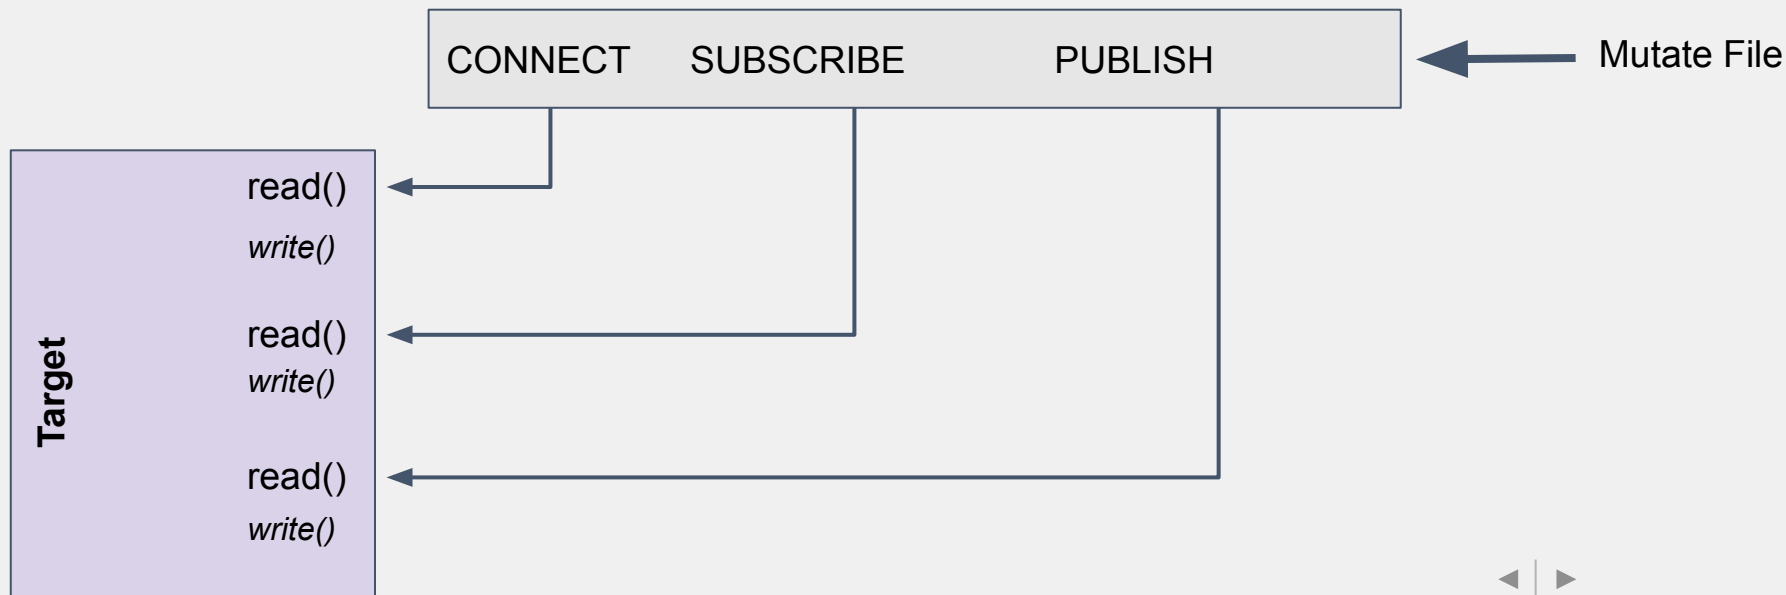 CONNECT SUBSCRIBE PUBLISH
Mutate File
Target
read()
write()
read()
write()
read()
write()